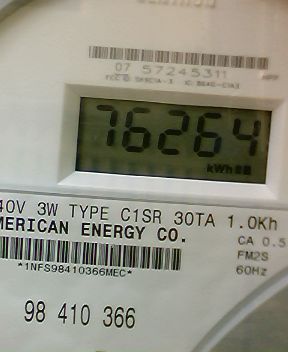 07 57245311
76264
kWh
40V 3W TYPE C1SR 30TA 1.0Kh
MERICAN ENERGY CO.
CA 0.5
*1NFS98410366MEC*
FM2S
60Hz
98 410 366